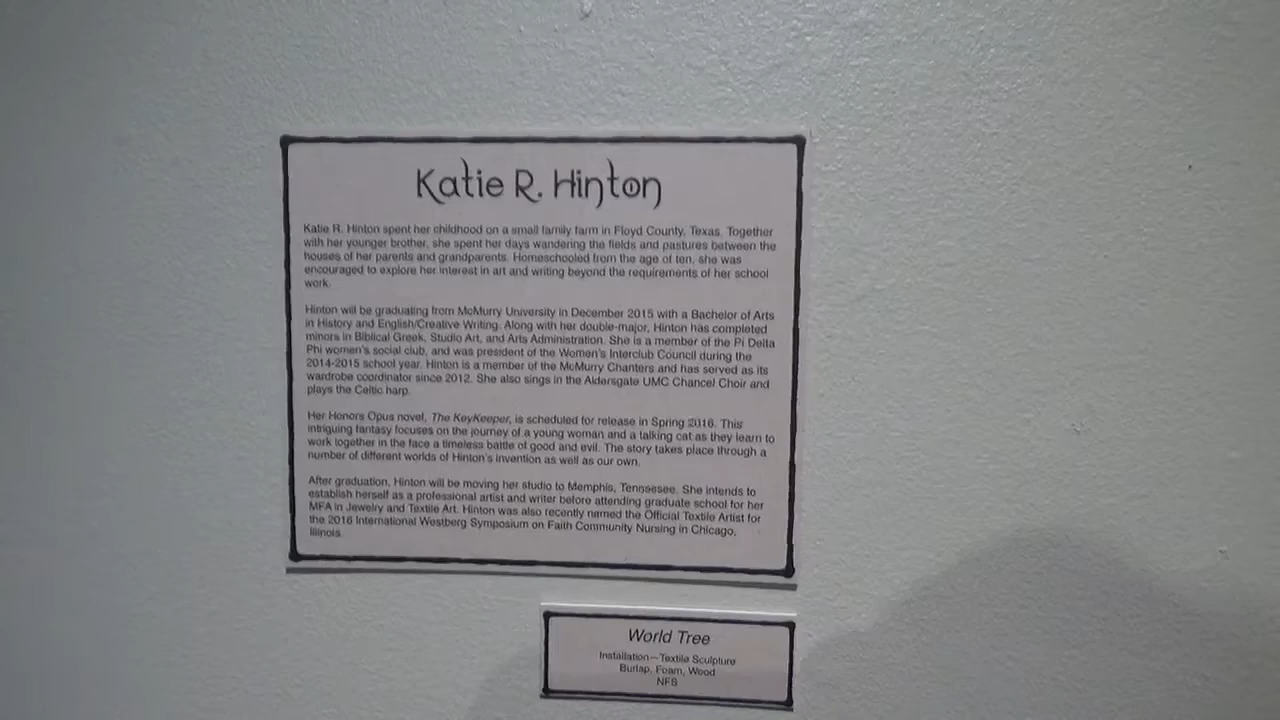 Katie R. Hinton
Katie R. Hinton spent her childhood on a small family farm in Floyd County, Texas. Together
with her younger brother, she spent her days wandering the fields and pastures between the
houses of her parents and grandparents. Homeschooled from the age of ten, she was
encouraged to explore her interest in art and writing beyond the requirements of her school
work.
Hinton will be graduating from McMurry University in December 2015 with a Bachelor of Arts
in History and English/Creative Writing. Along with her double-major, Hinton has completed
minors in Biblical Greek, Studio Art, and Arts Administration. She is a member of the Pi Delta
Phi women's social club, and was president of the Women's Interclub Council during the
2014-2015 school year. Hinton is a member of the McMurry Chanters and has served as its
wardrobe coordinator since 2012. She also sings in the Aldersgate UMC Chancel Choir and
plays the Celtic harp.
Her Honors Opus novel, The KeyKeeper, is scheduled for release in Spring 2016. This
intriguing fantasy focuses on the journey of a young woman and a talking cat as they learn to
work together in the face a timeless battle of good and evil. The story takes place through a
number of different worlds of Hinton's invention as well as our own.
After graduation, Hinton will be moving her studio to Memphis, Tennessee. She intends to
establish herself as a professional artist and writer before attending graduate school for her
MFA in Jewelry and Textile Art. Hinton was also recently named the Official Textile Artist for
the 2016 International Westberg Symposium on Faith Community Nursing in Chicago,
Illinois.
World Tree
Installation—Textile Sculpture
Burlap, Foam, Wood
NFS